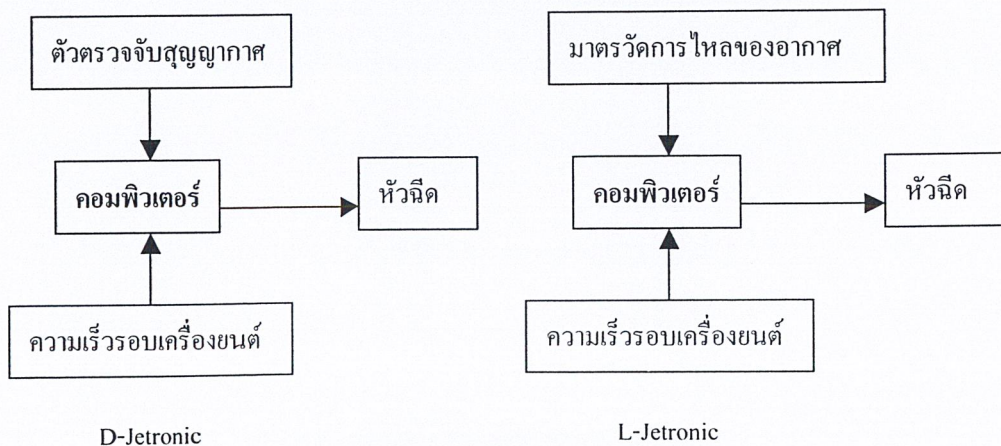 ตัวตรวจจับสุญญากาศ
คอมพิวเตอร์
หัวฉีด
ความเร็วรอบเครื่องยนต์
D-Jetronic
มาตรวัดการไหลของอากาศ
คอมพิวเตอร์
หัวฉีด
ความเร็วรอบเครื่องยนต์
L-Jetronic